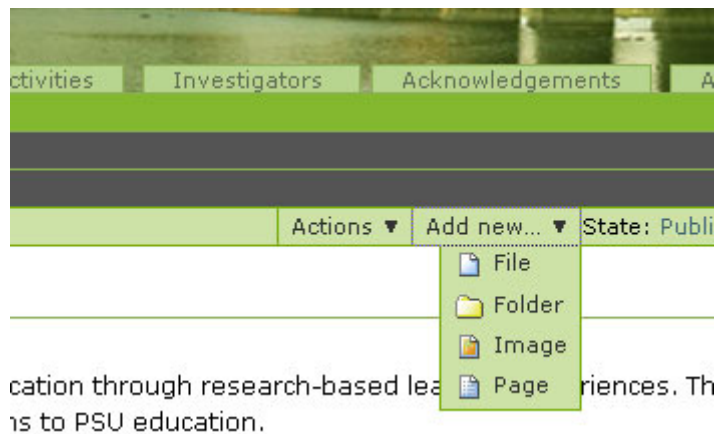 ctivities Investigators Acknowledgements A
Actions ▼ Add new... ▼ State: Publi
File
Folder
Image
Page
cation through research-based lea riences. Th
ns to PSU education.